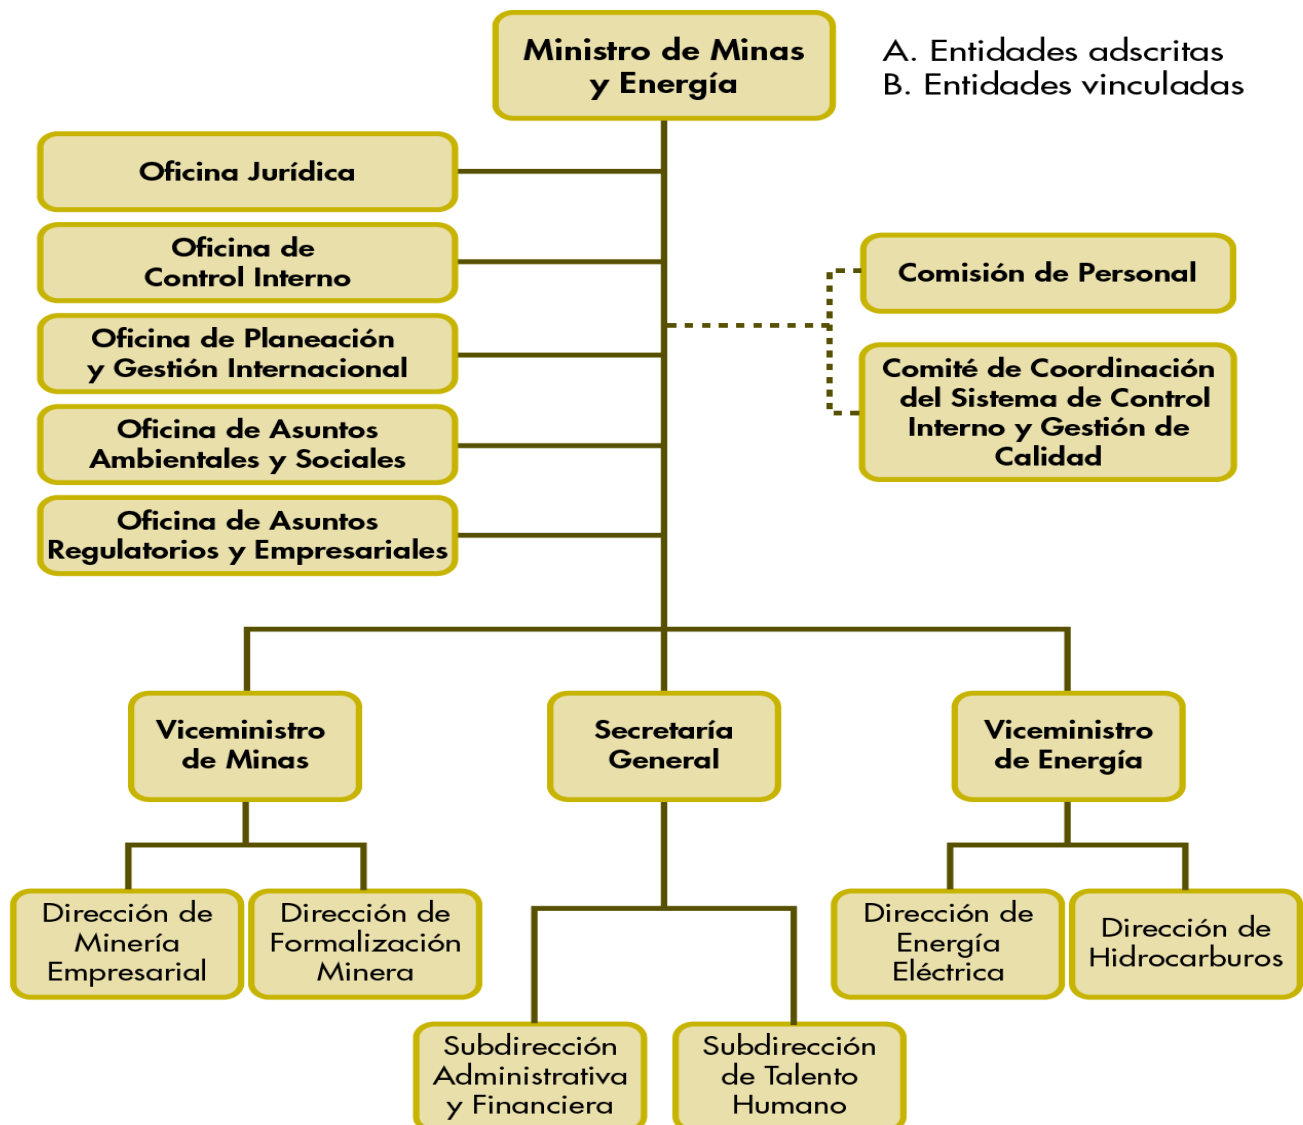 Ministro de Minas
y Energía
A. Entidades adscritas
B. Entidades vinculadas
Oficina Jurídica
Oficina de
Control Interno
Oficina de Planeación
y Gestión Internacional
Oficina de Asuntos
Ambientales y Sociales
Oficina de Asuntos
Regulatorios y Empresariales
Comisión de Personal
Comité de Coordinación
del Sistema de Control
Interno y Gestión de
Calidad
Viceministro
de Minas
Secretaría
General
Viceministro
de Energía
Dirección de
Minería
Empresarial
Dirección de
Formalización
Minera
Dirección de
Energía
Eléctrica
Dirección de
Hidrocarburos
Subdirección
Administrativa
y Financiera
Subdirección
de Talento
Humano